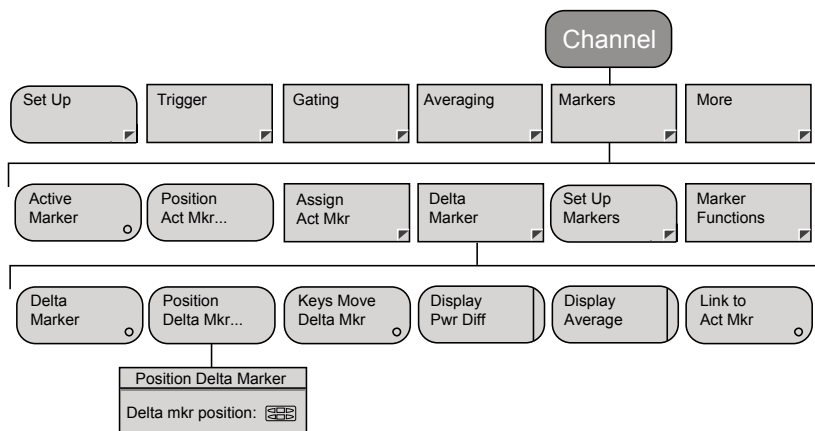 Channel
Set Up
Trigger
Gating
Averaging
Markers
More
Active
Marker
Position
Act Mkr...
Assign
Act Mkr
Delta
Marker
Set Up
Markers
Marker
Functions
Delta
Marker
Position
Delta Mkr...
Keys Move
Delta Mkr
Display
Pwr Diff
Display
Average
Link to
Act Mkr
Position Delta Marker
Delta mkr position: